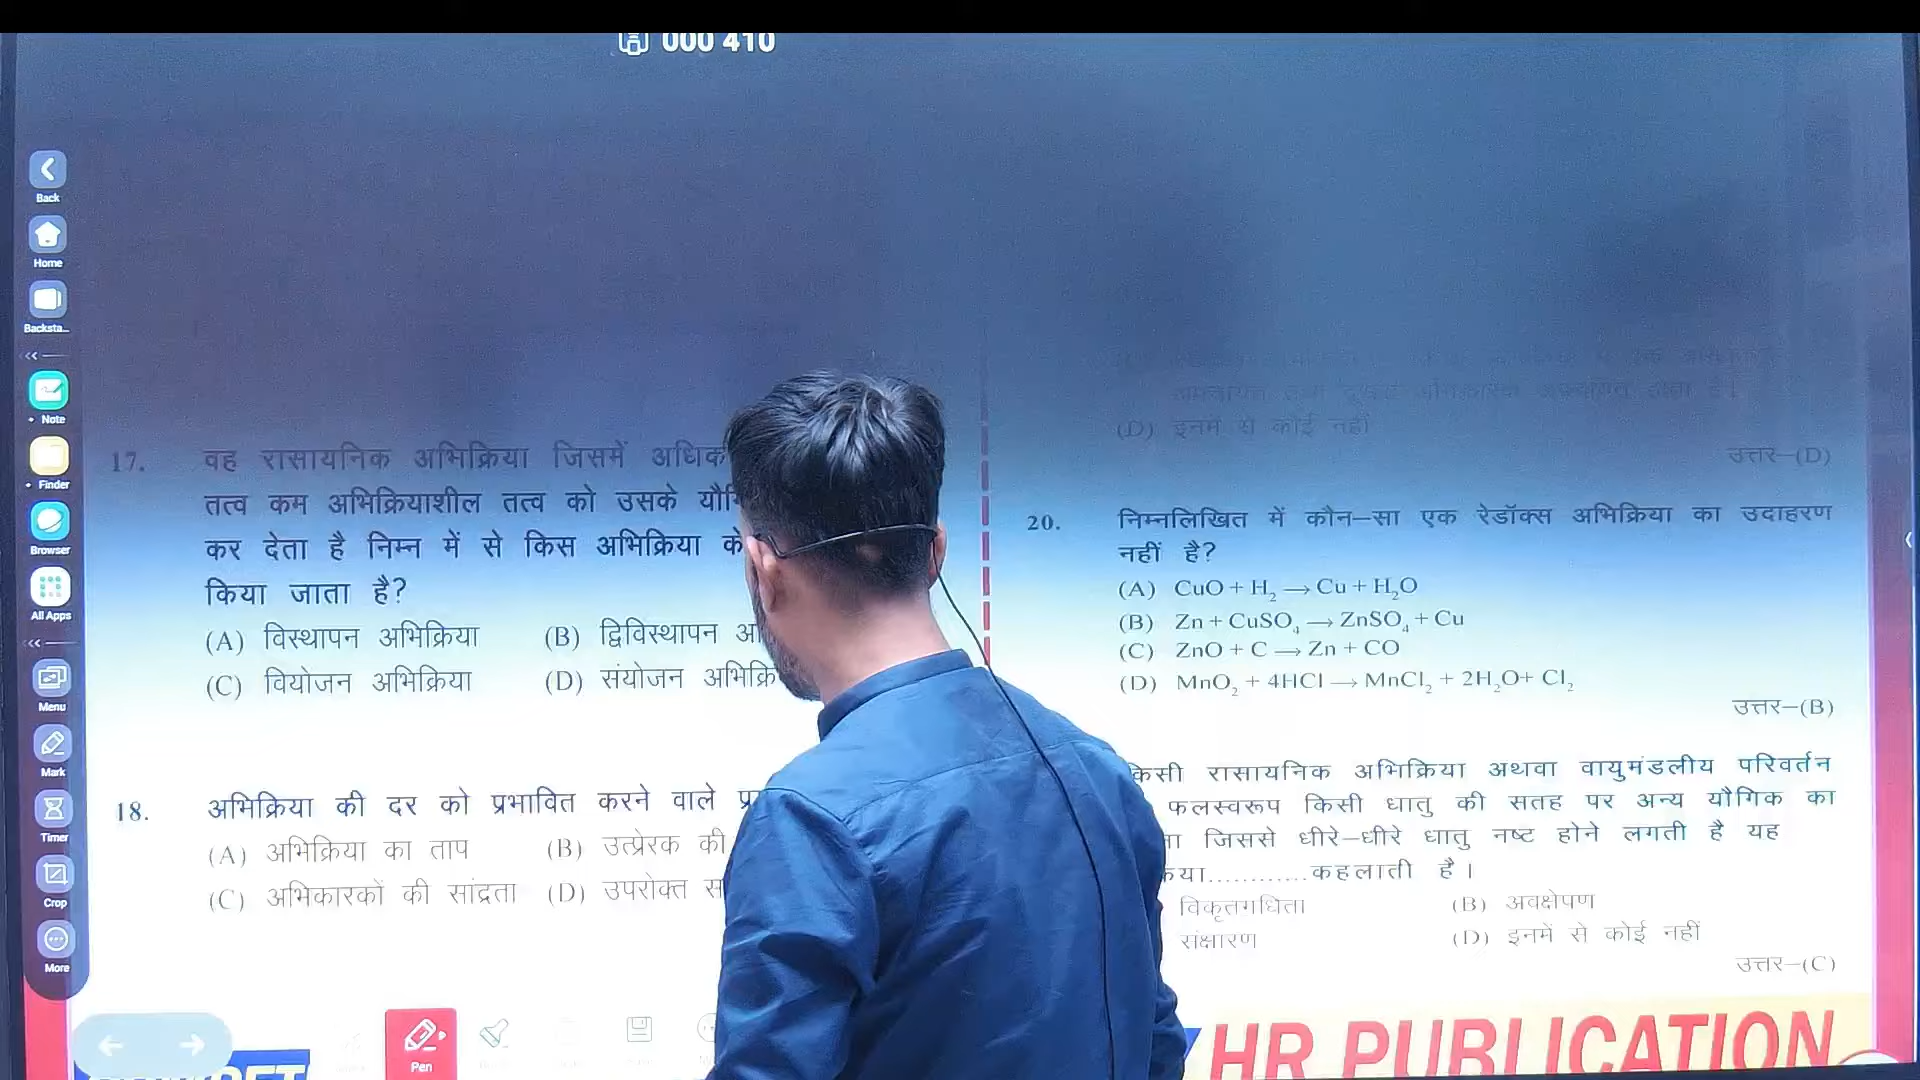 000 410
Back
Home
Backsta...
Note
Finder
Browser
All Apps
Menu
Mark
Timer
Crop
More
17. वह रासायनिक अभिक्रिया जिसमें
तत्व कम अभिक्रियाशील तत्व को उसके
कर देता है निम्न में से किस अभिक्रिया
किया जाता है?
(A) विस्थापन अभिक्रिया (B) द्विविस्थापन
(C) वियोजन अभिक्रिया (D) संयोजन
18. अभिक्रिया की दर को प्रभावित करने वाले
(A) अभिक्रिया का ताप (B) उत्प्रेरक की
(C) अभिकारकों की सांद्रता (D) उपरोक्त
Pen
(D) इनमें से कोई नहीं
उत्तर–(D)
20. निम्नलिखित में कौन–सा एक रेडॉक्स अभिक्रिया का उदाहरण
नहीं है?
(A) CuO + H₂ → Cu + H₂O
(B) Zn + CuSO₄ → ZnSO₄ + Cu
(C) ZnO + C → Zn + CO
(D) MnO₂ + 4HCl → MnCl₂ + 2H₂O+ Cl₂
उत्तर–(B)
किसी रासायनिक अभिक्रिया अथवा वायुमंडलीय परिवर्तन
फलस्वरूप किसी धातु की सतह पर अन्य यौगिक का
जिससे धीरे–धीरे धातु नष्ट होने लगती है यह
............कहलाती है।
विकृतगंधिता (B) अवक्षेपण
संक्षारण (D) इनमें से कोई नहीं
उत्तर–(C)
HR PUBLICATION